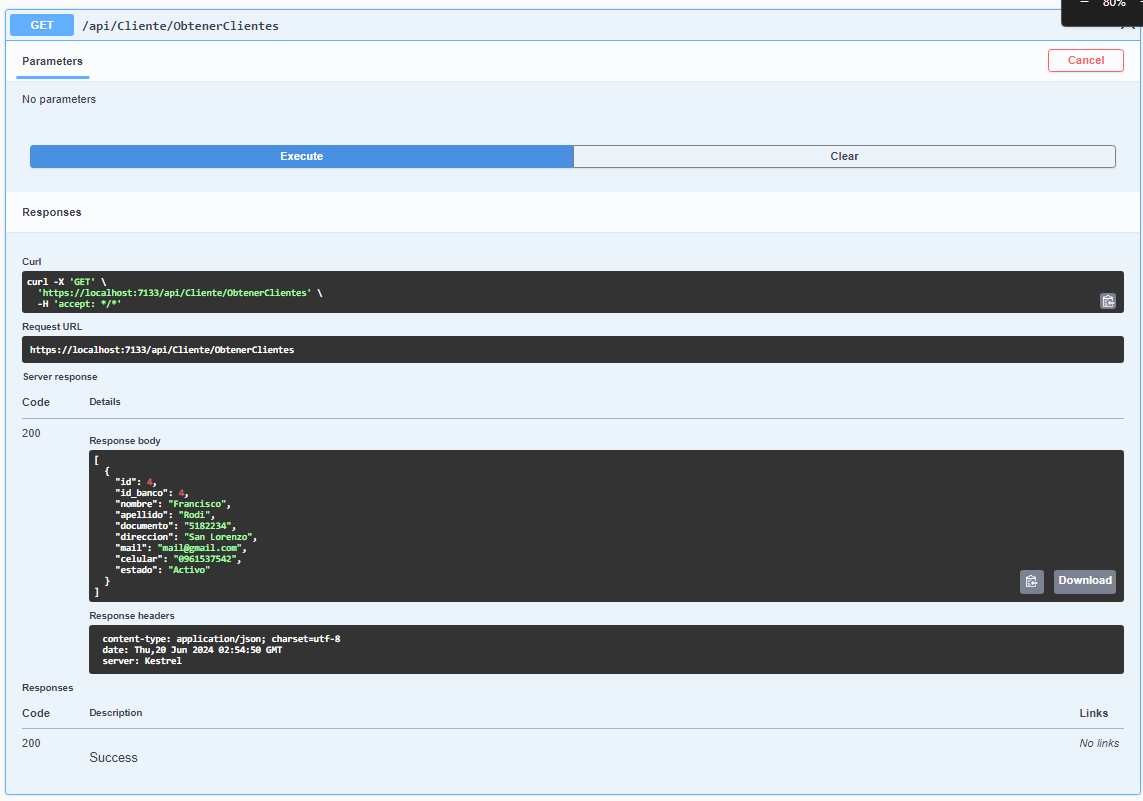 80%
GET /api/Cliente/ObtenerClientes
Parameters
Cancel
No parameters
Execute
Clear
Responses
Curl
curl -X 'GET' \
'https://localhost:7133/api/Cliente/ObtenerClientes' \
-H 'accept: */*'
Request URL
https://localhost:7133/api/Cliente/ObtenerClientes
Server response
Code Details
200
Response body
[
{
"id": 4,
"id_banco": 4,
"nombre": "Francisco",
"apellido": "Rodi",
"documento": "5182234",
"direccion": "San Lorenzo",
"mail": "mail@gmail.com",
"celular": "0961537542",
"estado": "Activo"
}
]
Download
Response headers
content-type: application/json; charset=utf-8
date: Thu,20 Jun 2024 02:54:50 GMT
server: Kestrel
Responses
Code Description Links
200 No links
Success